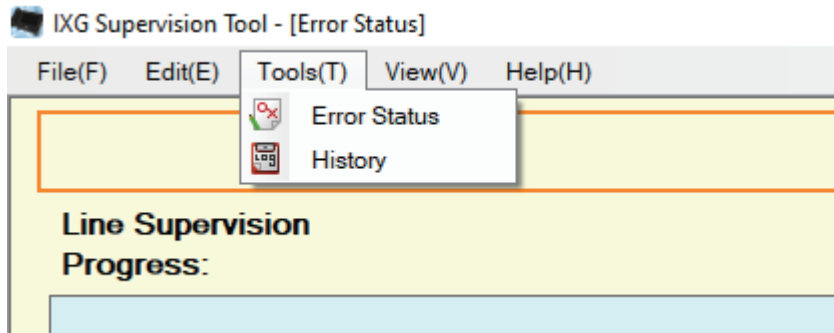 IXG Supervision Tool - [Error Status]
File(F) Edit(E) Tools(T) View(V) Help(H)
Error Status
History
Line Supervision
Progress: